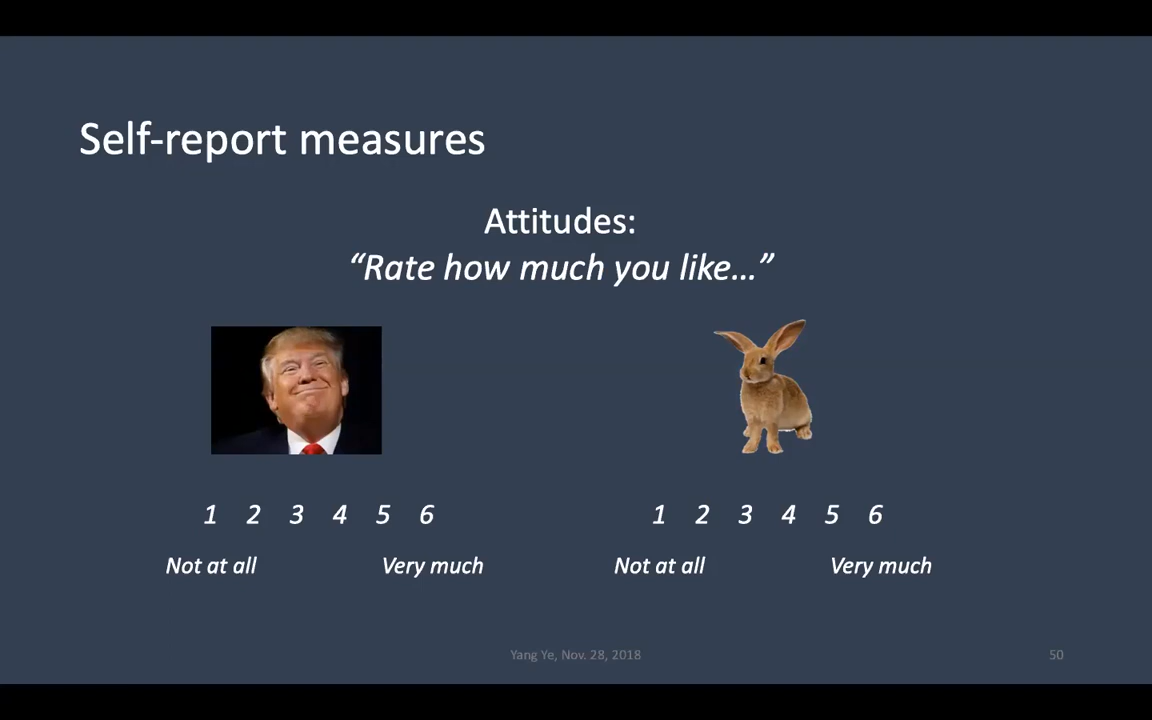 Self-report measures
Attitudes:
“Rate how much you like…”
1 2 3 4 5 6
Not at all Very much
1 2 3 4 5 6
Not at all Very much
Yang Ye, Nov. 28, 2018
50